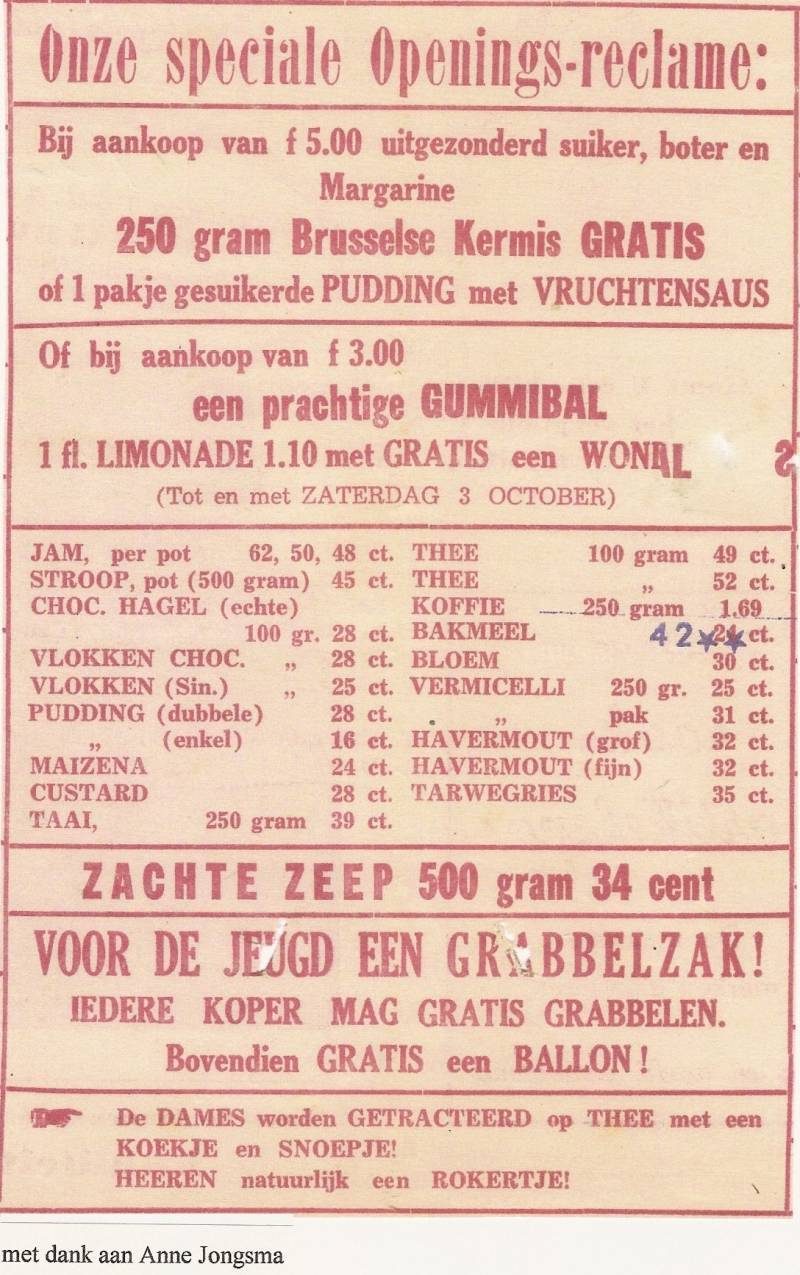 Onze speciale Openings-reclame:
Bij aankoop van f 5.00 uitgezonderd suiker, boter en
Margarine
250 gram Brusselse Kermis GRATIS
of 1 pakje gesuikerde PUDDING met VRUCHTENSAUS
Of bij aankoop van f 3.00
een prachtige GUMMIBAL
1 fl. LIMONADE 1.10 met GRATIS een
(Tot en met ZATERDAG 3 OCTOBER)
JAM, per pot 62, 50, 48 ct.
STROOP, pot (500 gram) 45 ct.
CHOC. HAGEL (echte)
100 gr. 28 ct.
VLOKKEN CHOC. „ 28 ct.
VLOKKEN (Sin.) „ 25 ct.
PUDDING (dubbele) 28 ct.
„ (enkel) 16 ct.
MAIZENA 24 ct.
CUSTARD 28 ct.
TAAI, 250 gram 39 ct.
THEE 100 gram 49 ct.
THEE „ 52 ct.
KOFFIE 250 gram 1.69
BAKMEEL 42 ct.
BLOEM 30 ct.
VERMICELLI 250 gr. 25 ct.
„ pak 31 ct.
HAVERMOUT (grof) 32 ct.
HAVERMOUT (fijn) 32 ct.
TARWEGRIES 35 ct.
ZACHTE ZEEP 500 gram 34 cent
VOOR DE JEUGD EEN GRABBELZAK!
IEDERE KOPER MAG GRATIS GRABBELEN.
Bovendien GRATIS een BALLON!
De DAMES worden GETRACTEERD op THEE met een
KOEKJE en SNOEPJE!
HEEREN natuurlijk een ROKERTJE!
met dank aan Anne Jongsma